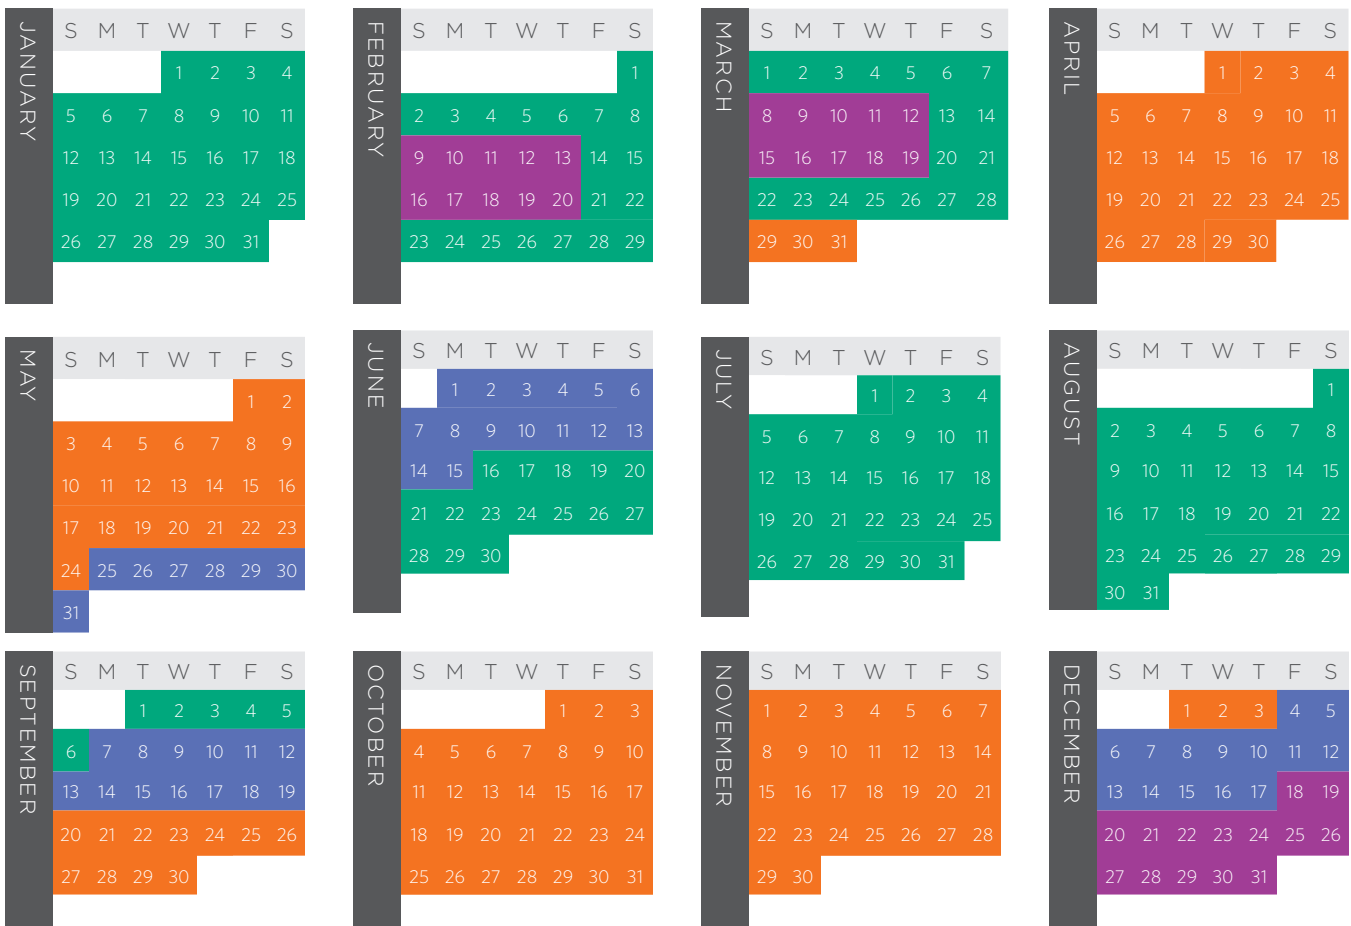 JANUARY
S M T W T F S
1 2 3 4
5 6 7 8 9 10 11
12 13 14 15 16 17 18
19 20 21 22 23 24 25
26 27 28 29 30 31
FEBRUARY
S M T W T F S
1
2 3 4 5 6 7 8
9 10 11 12 13 14 15
16 17 18 19 20 21 22
23 24 25 26 27 28 29
MARCH
S M T W T F S
1 2 3 4 5 6 7
8 9 10 11 12 13 14
15 16 17 18 19 20 21
22 23 24 25 26 27 28
29 30 31
APRIL
S M T W T F S
1 2 3 4
5 6 7 8 9 10 11
12 13 14 15 16 17 18
19 20 21 22 23 24 25
26 27 28 29 30
MAY
S M T W T F S
1 2
3 4 5 6 7 8 9
10 11 12 13 14 15 16
17 18 19 20 21 22 23
24 25 26 27 28 29 30
31
JUNE
S M T W T F S
1 2 3 4 5 6
7 8 9 10 11 12 13
14 15 16 17 18 19 20
21 22 23 24 25 26 27
28 29 30
JULY
S M T W T F S
1 2 3 4
5 6 7 8 9 10 11
12 13 14 15 16 17 18
19 20 21 22 23 24 25
26 27 28 29 30 31
AUGUST
S M T W T F S
1
2 3 4 5 6 7 8
9 10 11 12 13 14 15
16 17 18 19 20 21 22
23 24 25 26 27 28 29
30 31
SEPTEMBER
S M T W T F S
1 2 3 4 5
6 7 8 9 10 11 12
13 14 15 16 17 18 19
20 21 22 23 24 25 26
27 28 29 30
OCTOBER
S M T W T F S
1 2 3
4 5 6 7 8 9 10
11 12 13 14 15 16 17
18 19 20 21 22 23 24
25 26 27 28 29 30 31
NOVEMBER
S M T W T F S
1 2 3 4 5 6 7
8 9 10 11 12 13 14
15 16 17 18 19 20 21
22 23 24 25 26 27 28
29 30
DECEMBER
S M T W T F S
1 2 3 4 5
6 7 8 9 10 11 12
13 14 15 16 17 18 19
20 21 22 23 24 25 26
27 28 29 30 31